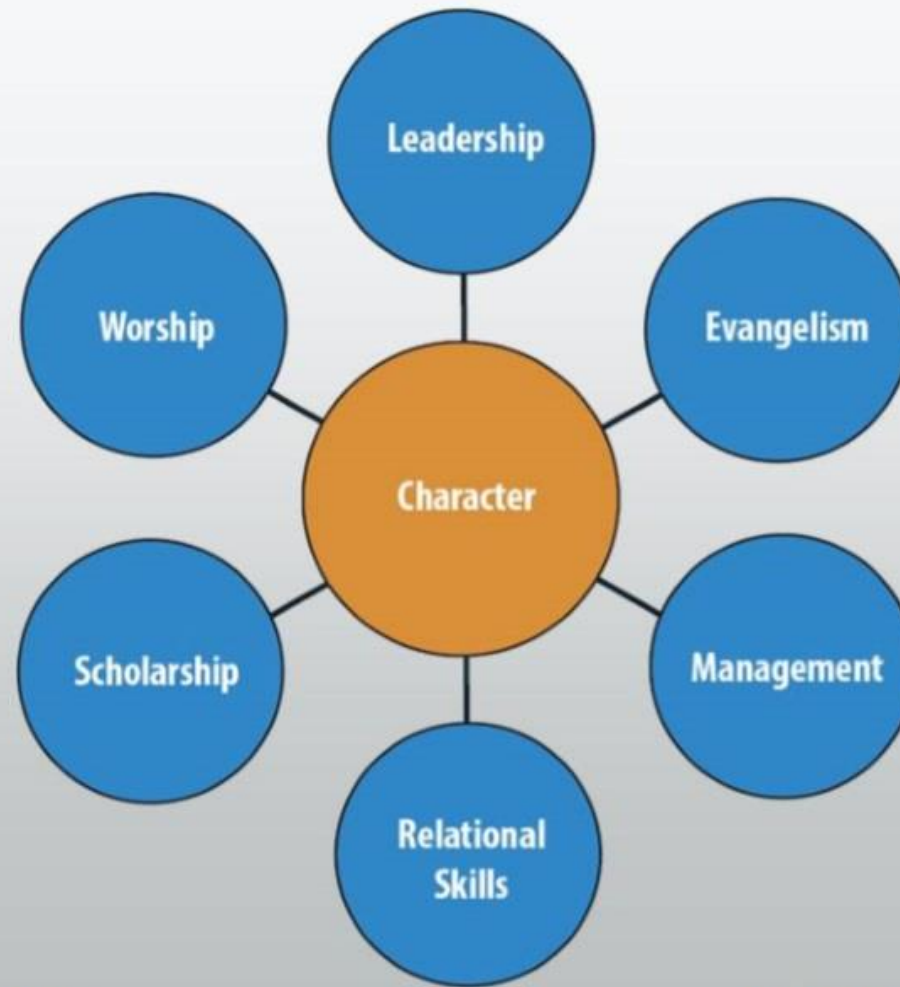 Leadership
Worship
Evangelism
Character
Scholarship
Management
Relational
Skills